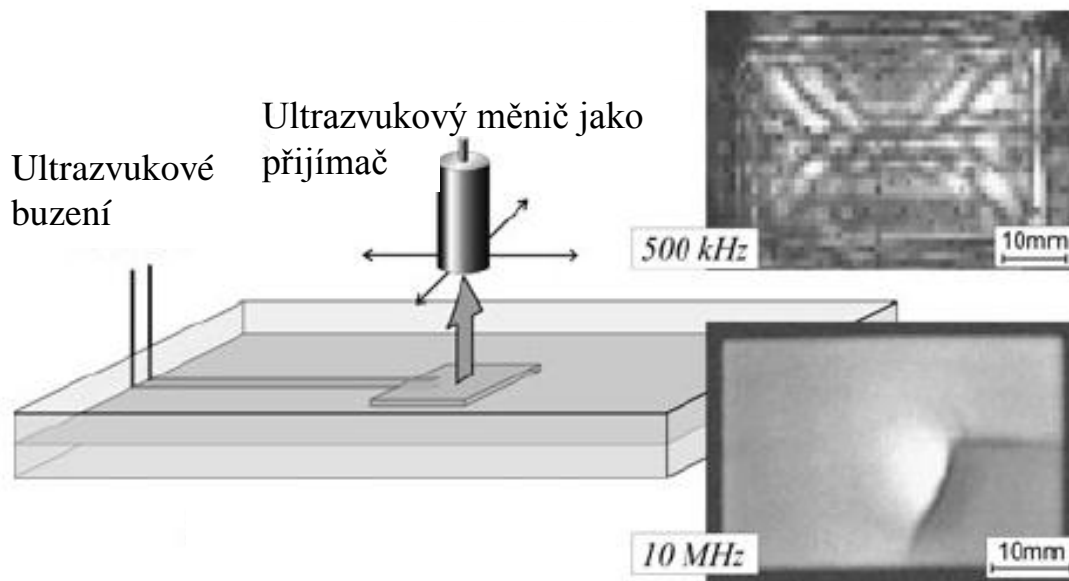 Ultrazvukový měnič jako
přijímač
Ultrazvukové
buzení
500 kHz
10mm
10 MHz
10mm